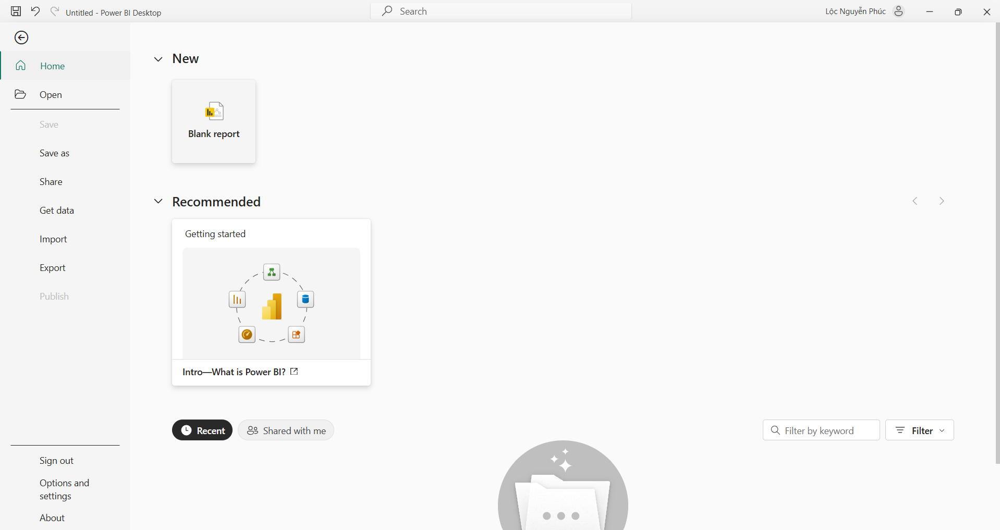 Untitled - Power BI Desktop
Search
Lộc Nguyễn Phúc
Home
Open
Save
Save as
Share
Get data
Import
Export
Publish
Sign out
Options and
settings
About
New
Blank report
Recommended
Getting started
Intro—What is Power BI?
Recent
Shared with me
Filter by keyword
Filter